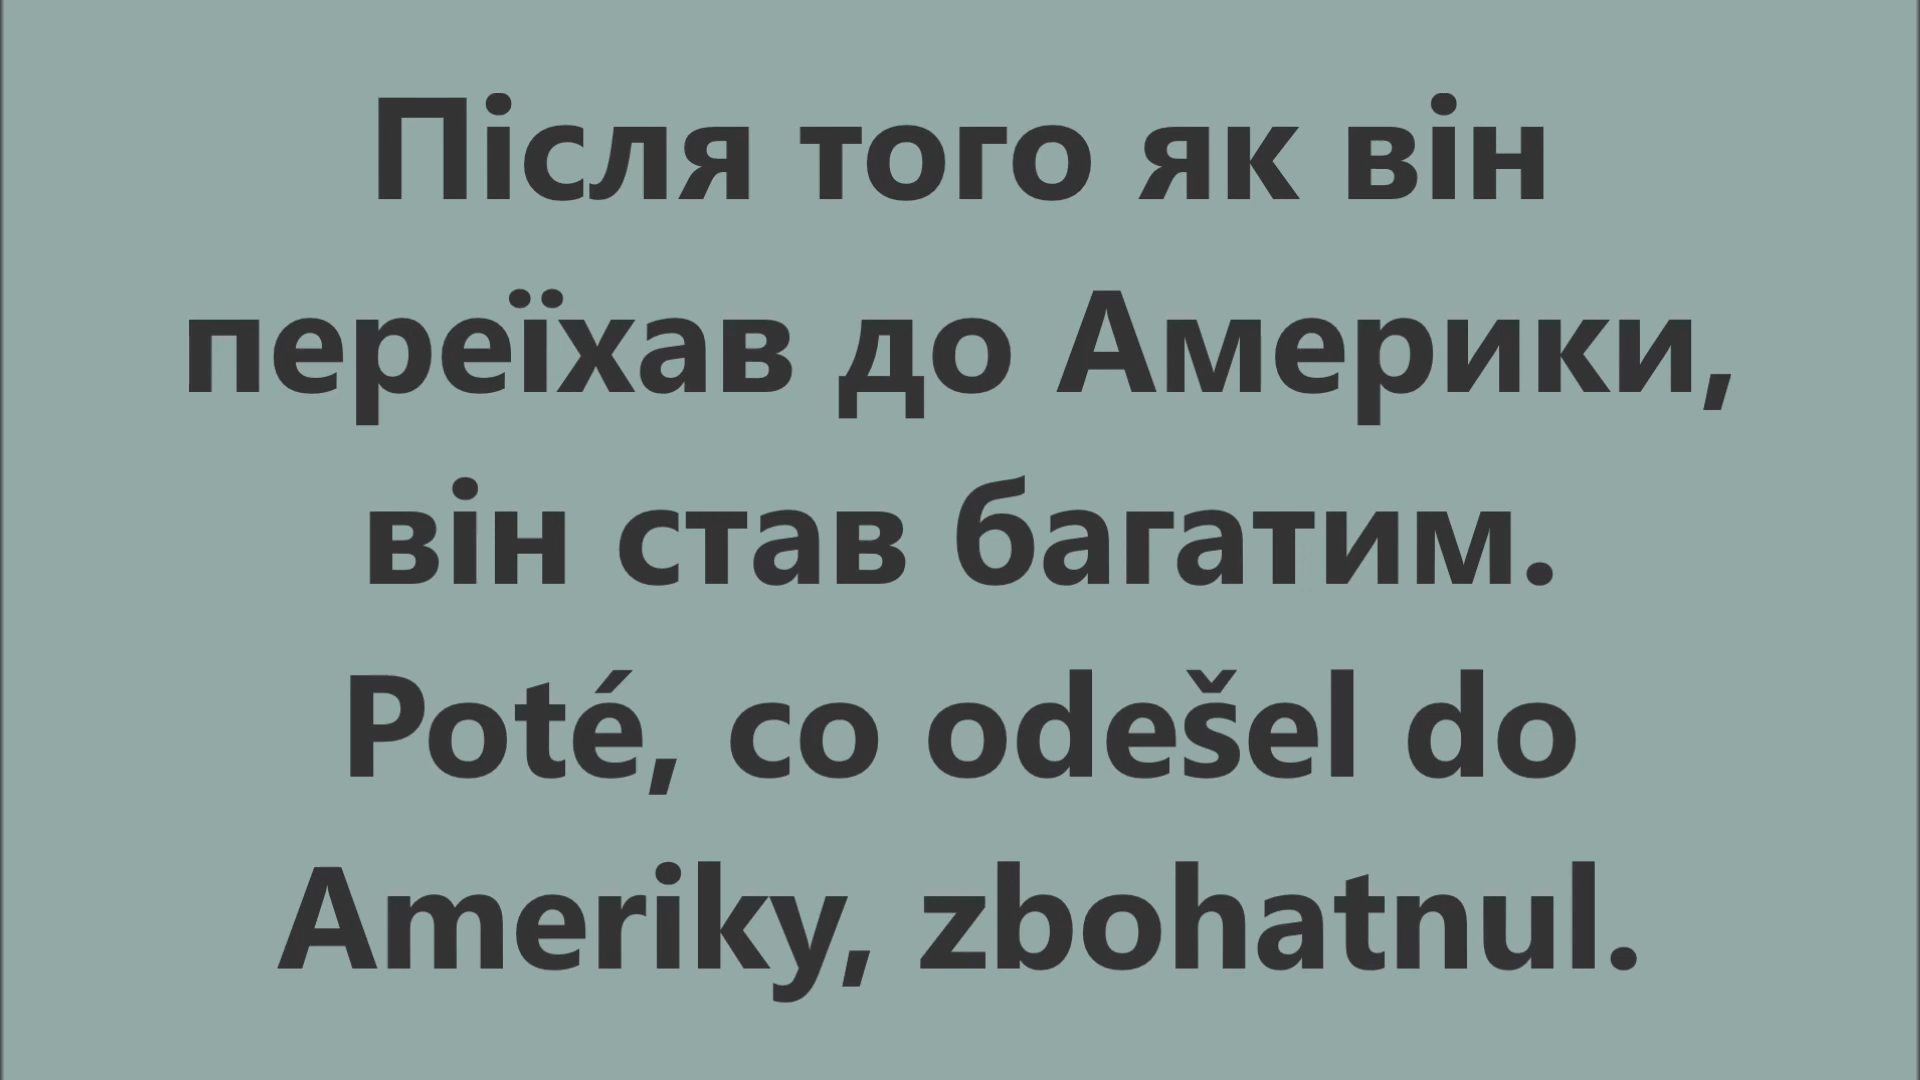 Після того як він
переїхав до Америки,
він став багатим.
Poté, co odešel do
Ameriky, zbohatnul.